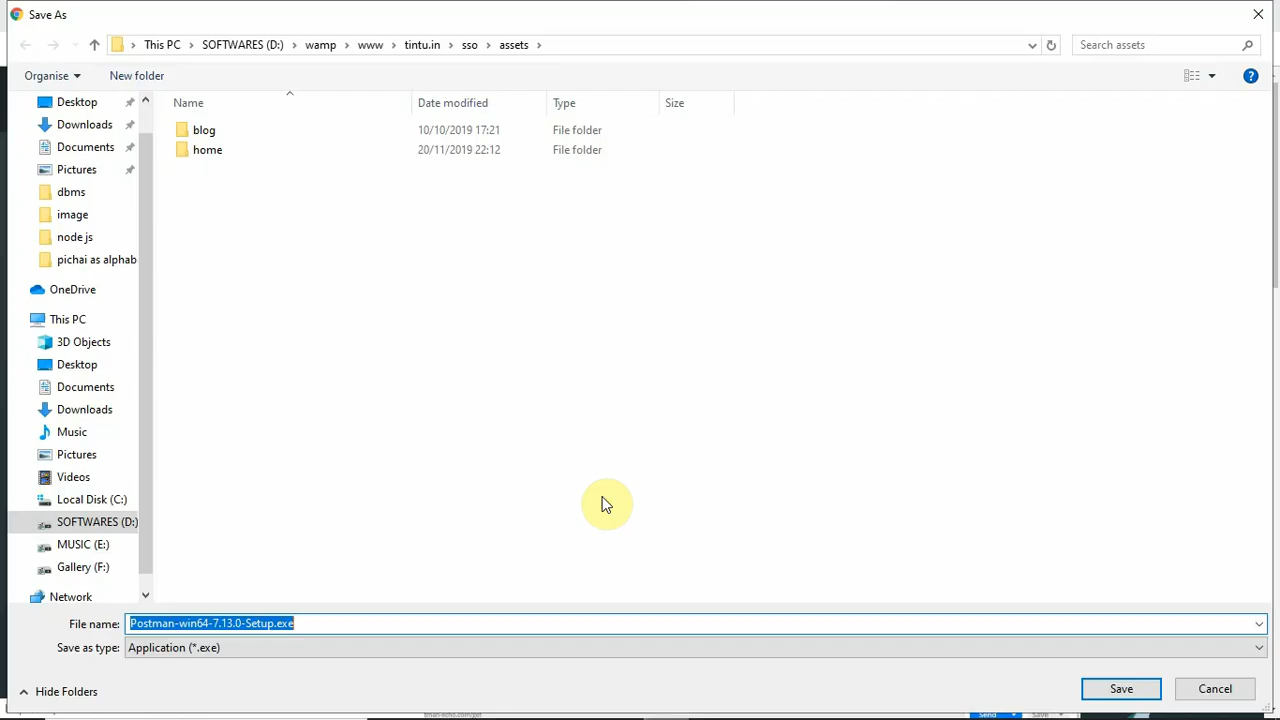 Save As
This PC
SOFTWARES (D:)
wamp
www
tintu.in
sso
assets
Search assets
Organise
New folder
Name
Date modified
Type
Size
Desktop
Downloads
Documents
Pictures
dbms
image
node js
pichai as alphab
OneDrive
This PC
3D Objects
Desktop
Documents
Downloads
Music
Pictures
Videos
Local Disk (C:)
SOFTWARES (D:)
MUSIC (E:)
Gallery (F:)
Network
blog 10/10/2019 17:21 File folder
home 20/11/2019 22:12 File folder
File name: Postman-win64-7.13.0-Setup.exe
Save as type: Application (*.exe)
Hide Folders
Save
Cancel